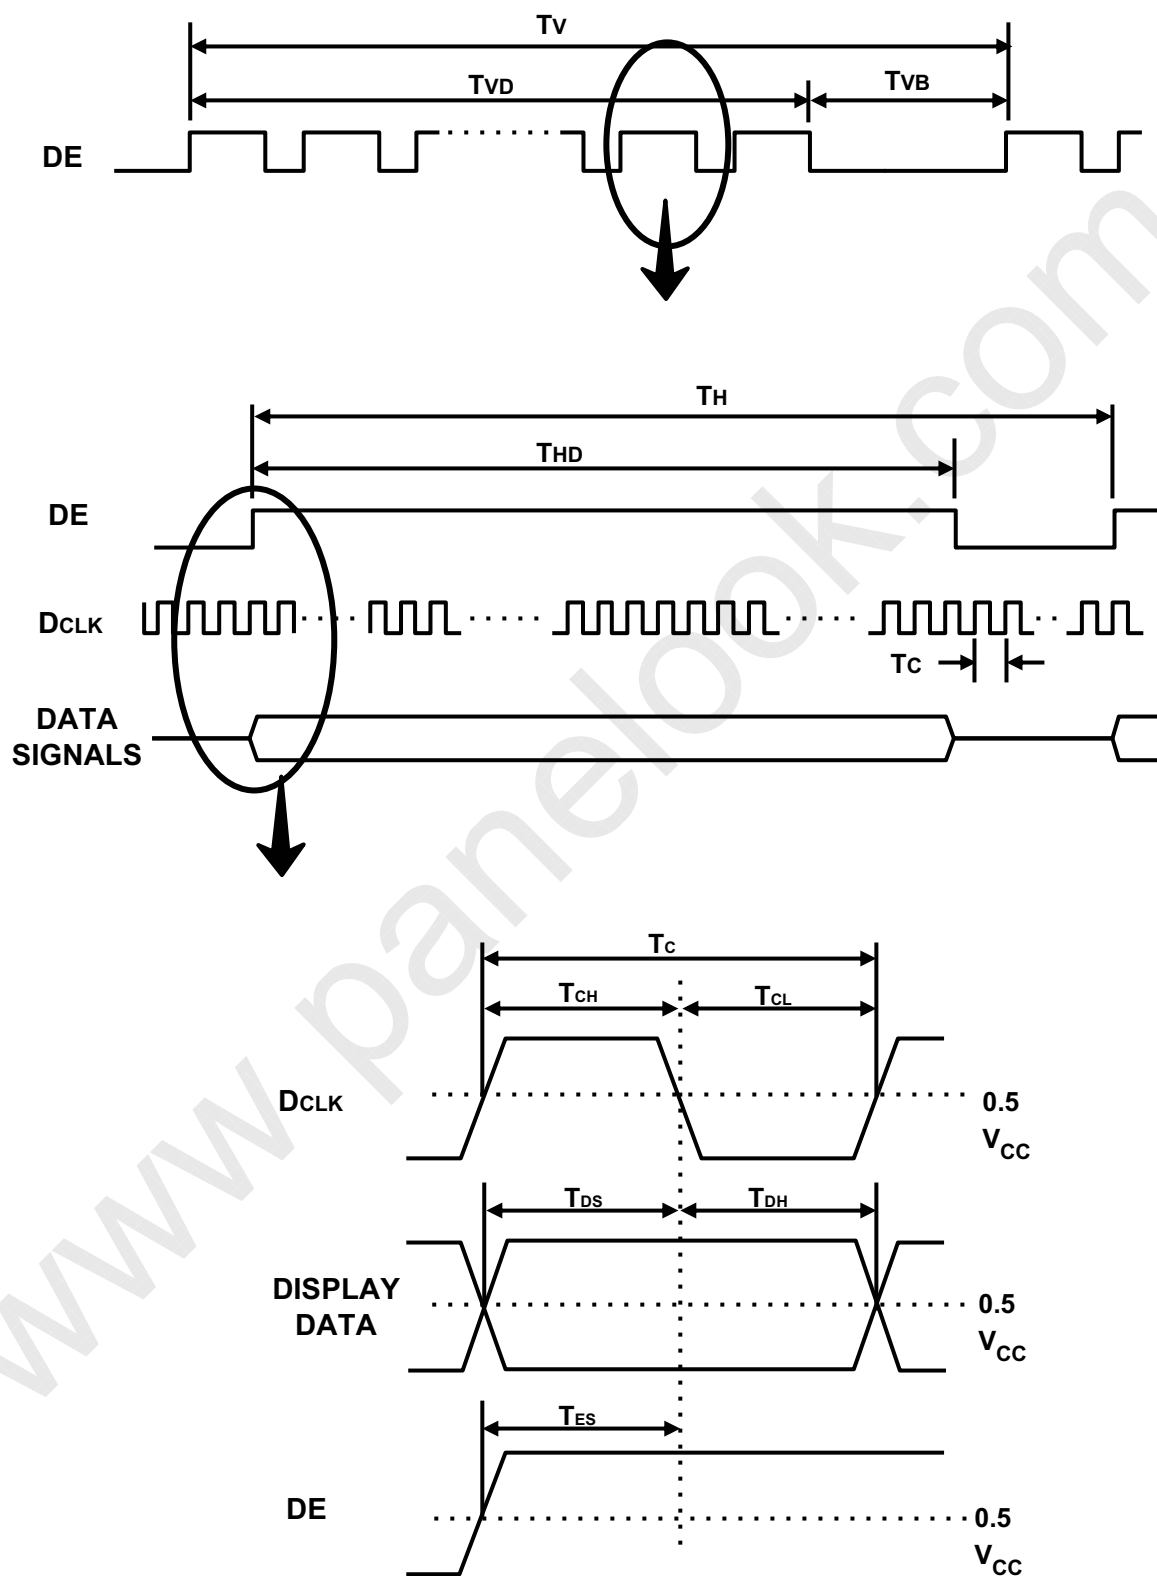 TV
TVD
TVB
DE
TH
THD
DE
DCLK
TC
DATA
SIGNALS
TC
TCH
TCL
DCLK
0.5
VCC
TDS
TDH
DISPLAY
DATA
0.5
VCC
TES
DE
0.5
VCC
www.panelook.com